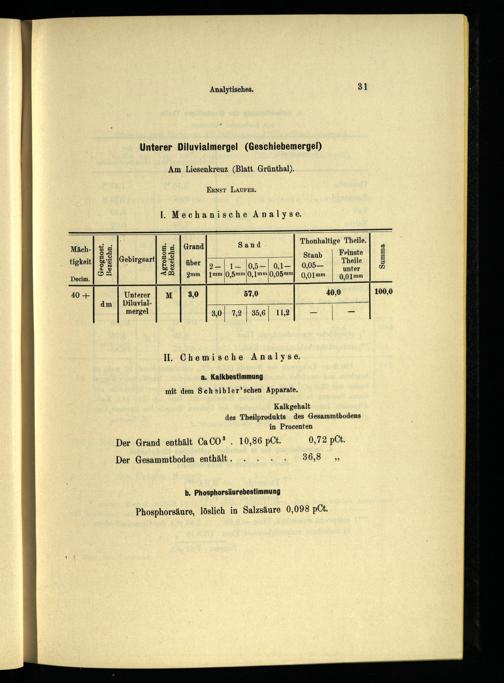 Analytisches. 31
Unterer Diluvialmergel (Geschiebemergel)
Am Liesenkreuz (Blatt Grünthal).
Ernst Laufer.
I. Mechanische Analyse.
Mächtigkeit Decim. | Geognost. Bezeichn. | Gebirgsart | Agronom. Bezeichn. | Grand über 2mm | Sand | Thonhaltige Theile. | Summa
2— 1mm | 1— 0,5mm | 0,5— 0,1mm | 0,1— 0,05mm | Staub 0,05— 0,01mm | Feinste Theile unter 0,01mm
40 + | dm | Unterer Diluvial-mergel | M | 3,0 | 57,0 | 40,0 | 100,0
3,0 | 7,2 | 35,6 | 11,2 | — | —
II. Chemische Analyse.
a. Kalkbestimmung
mit dem Scheibler'schen Apparate.
Kalkgehalt
des Theilprodukts des Gesammtbodens
in Procenten
Der Grand enthält CaCO³ . 10,86 pCt. 0,72 pCt.
Der Gesammtboden enthält . . . . . 36,8 „
b. Phosphorsäurebestimmung
Phosphorsäure, löslich in Salzsäure 0,098 pCt.